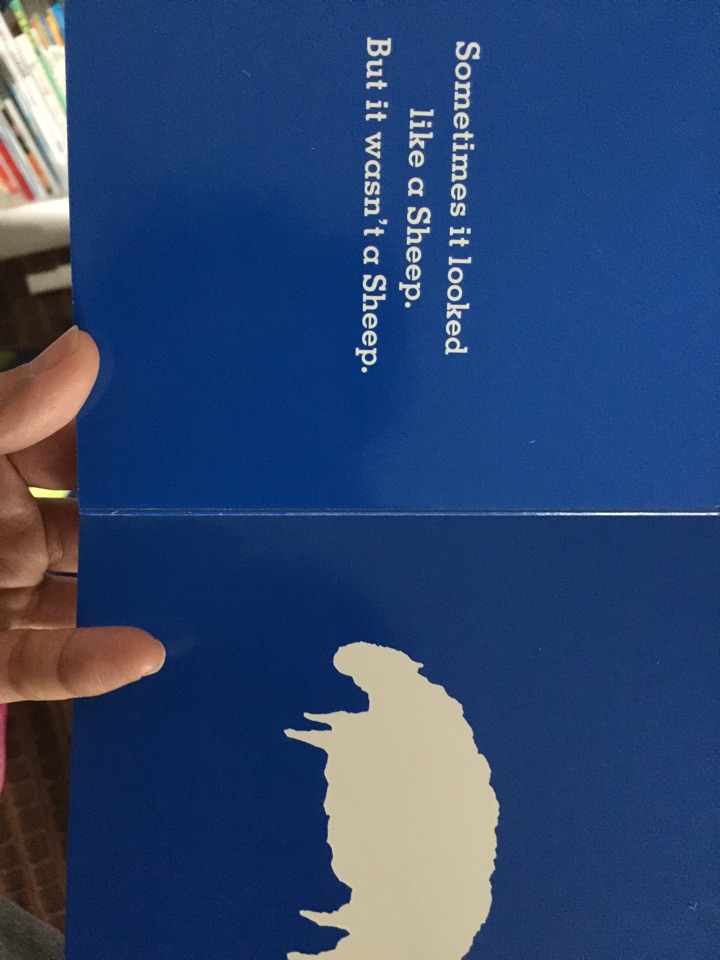 Sometimes it looked
like a Sheep.
But it wasn't a Sheep.